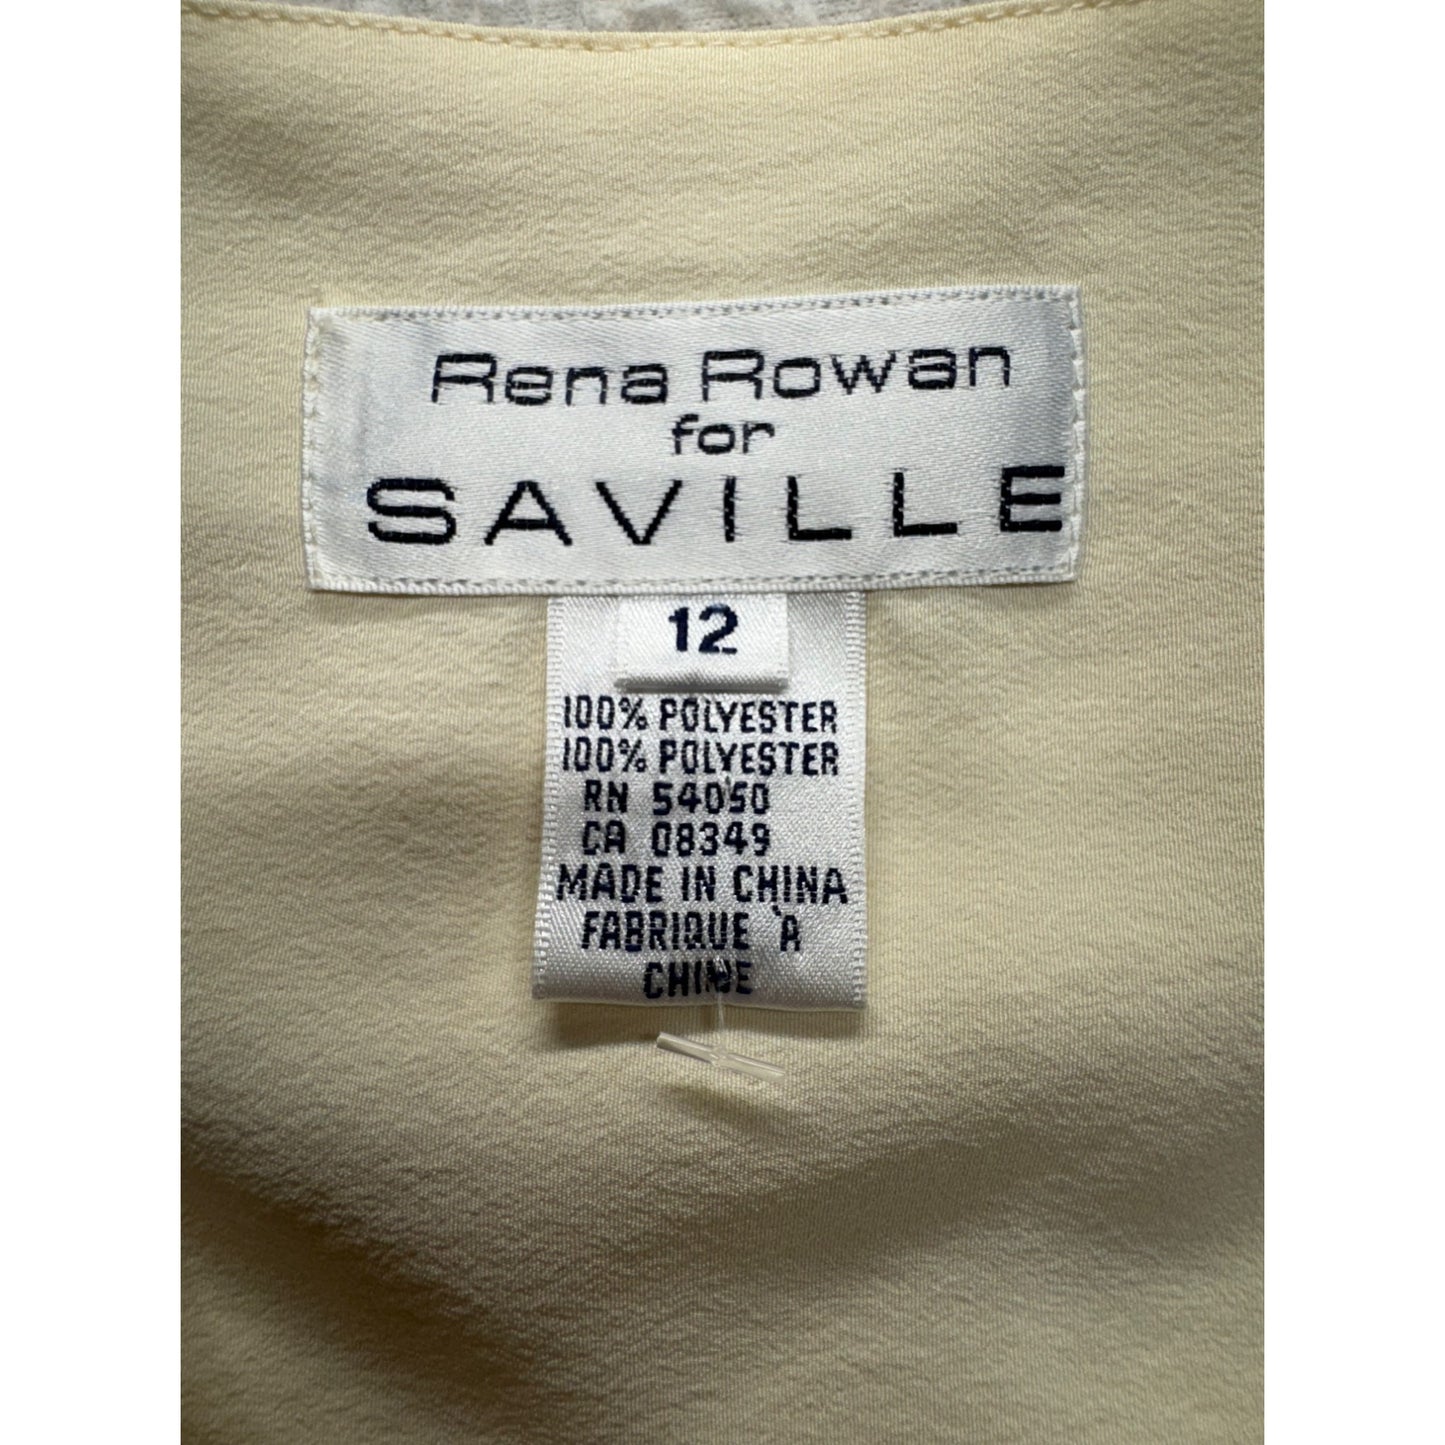 Rena Rowan
for
SAVILLE
12
100% POLYESTER
100% POLYESTER
RN 54050
CA 08349
MADE IN CHINA
FABRIQUE `A
CHINE